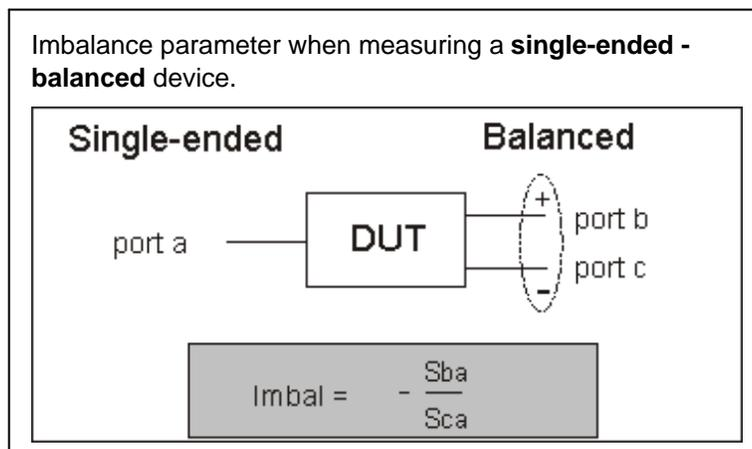 Imbalance parameter when measuring a single-ended -
balanced device.
Single-ended
Balanced
port a
DUT
+
port b
port c
-
Imbal = - Sba
Sca